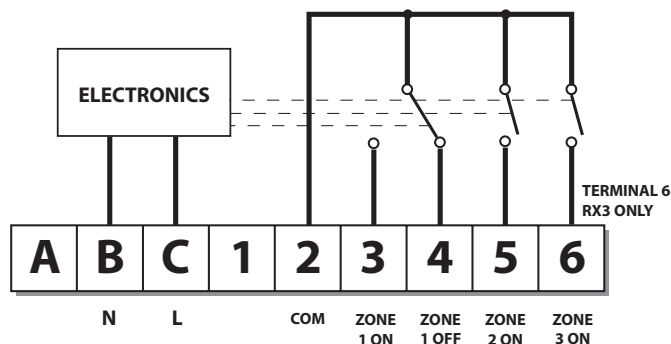 ELECTRONICS
TERMINAL 6
RX3 ONLY
A B C 1 2 3 4 5 6
N L COM ZONE 1 ON ZONE 1 OFF ZONE 2 ON ZONE 3 ON